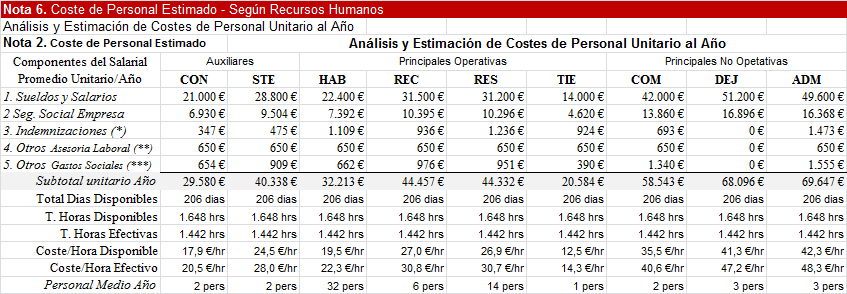 Nota 6. Coste de Personal Estimado - Según Recursos Humanos
Análisis y Estimación de Costes de Personal Unitario al Año
Nota 2. Coste de Personal Estimado Análisis y Estimación de Costes de Personal Unitario al Año
Componentes del Salarial Auxiliares Principales Operativas Principales No Opetativas
Promedio Unitario/Año CON STE HAB REC RES TIE COM DEJ ADM
1. Sueldos y Salarios 21.000 € 28.800 € 22.400 € 31.500 € 31.200 € 14.000 € 42.000 € 51.200 € 49.600 €
2 Seg. Social Empresa 6.930 € 9.504 € 7.392 € 10.395 € 10.296 € 4.620 € 13.860 € 16.896 € 16.368 €
3. Indemnizaciones (*) 347 € 475 € 1.109 € 936 € 1.236 € 924 € 693 € 0 € 1.473 €
4. Otros Asesoria Laboral (**) 650 € 650 € 650 € 650 € 650 € 650 € 650 € 0 € 650 €
5. Otros Gastos Sociales (***) 654 € 909 € 662 € 976 € 951 € 390 € 1.340 € 0 € 1.555 €
Subtotal unitario Año 29.580 € 40.338 € 32.213 € 44.457 € 44.332 € 20.584 € 58.543 € 68.096 € 69.647 €
Total Dias Disponibles 206 dias 206 dias 206 dias 206 dias 206 dias 206 dias 206 dias 206 dias 206 dias
T. Horas Disponibles 1.648 hrs 1.648 hrs 1.648 hrs 1.648 hrs 1.648 hrs 1.648 hrs 1.648 hrs 1.648 hrs 1.648 hrs
T. Horas Efectivas 1.442 hrs 1.442 hrs 1.442 hrs 1.442 hrs 1.442 hrs 1.442 hrs 1.442 hrs 1.442 hrs 1.442 hrs
Coste/Hora Disponible 17,9 €/hr 24,5 €/hr 19,5 €/hr 27,0 €/hr 26,9 €/hr 12,5 €/hr 35,5 €/hr 41,3 €/hr 42,3 €/hr
Coste/Hora Efectivo 20,5 €/hr 28,0 €/hr 22,3 €/hr 30,8 €/hr 30,7 €/hr 14,3 €/hr 40,6 €/hr 47,2 €/hr 48,3 €/hr
Personal Medio Año 2 pers 2 pers 32 pers 6 pers 14 pers 1 pers 2 pers 3 pers 3 pers